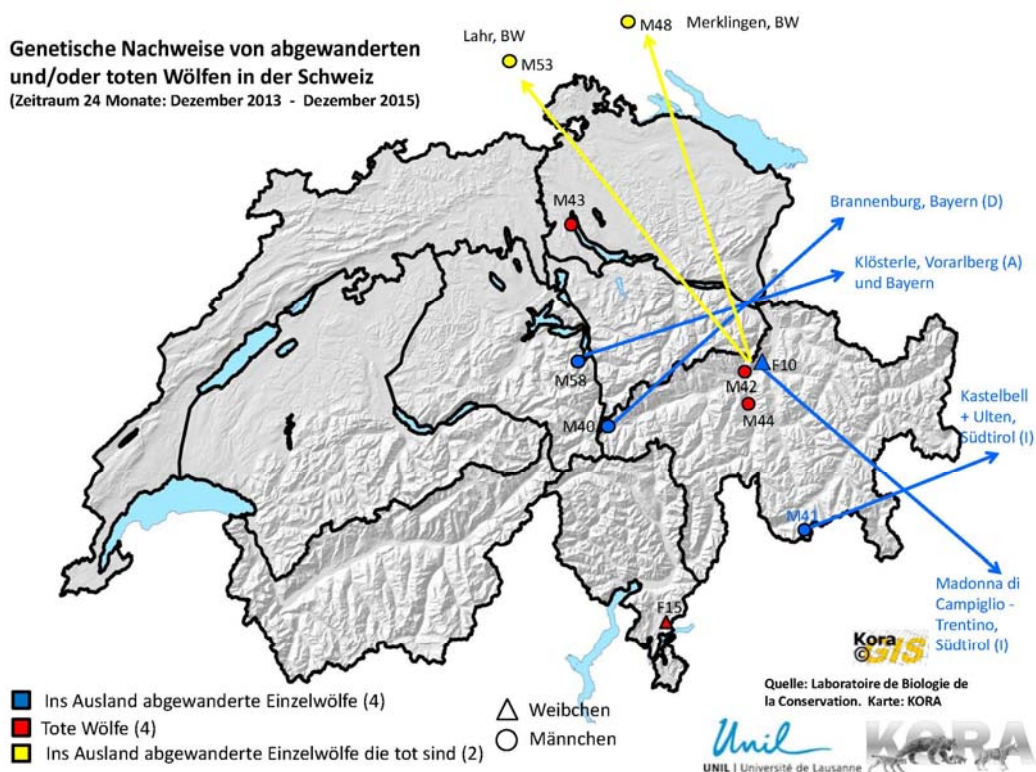 Genetische Nachweise von abgewanderten
und/oder toten Wölfen in der Schweiz
(Zeitraum 24 Monate: Dezember 2013 - Dezember 2015)
M48
Merklingen, BW
Lahr, BW
M53
M43
Brannenburg, Bayern (D)
Klösterle, Vorarlberg (A)
und Bayern
M58
F10
M42
M44
M40
Kastelbell
+ Ulten,
Südtirol (I)
M41
Madonna di
Campiglio -
Trentino,
Südtirol (I)
F15
Kora
©GIS
Quelle: Laboratoire de Biologie de
la Conservation. Karte: KORA
Ins Ausland abgewanderte Einzelwölfe (4)
Tote Wölfe (4)
Ins Ausland abgewanderte Einzelwölfe die tot sind (2)
Weibchen
Männchen
Unil
UNIL | Université de Lausanne
KORA